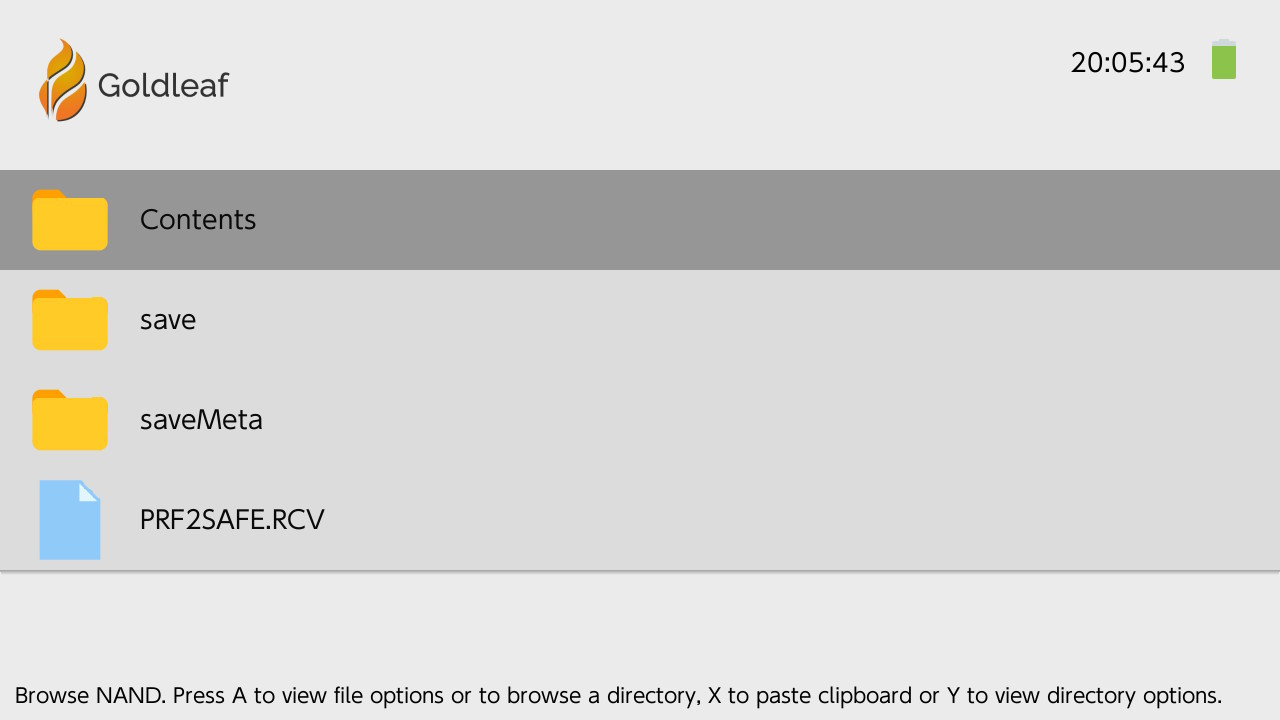 Goldleaf
20:05:43
Contents
save
saveMeta
PRF2SAFE.RCV
Browse NAND. Press A to view file options or to browse a directory, X to paste clipboard or Y to view directory options.